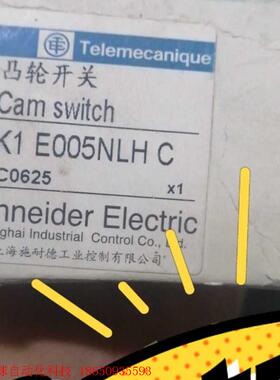 Telemecanique
凸轮开关
Cam switch
K1 E005NLH C
C0625 x1
hneider Electric
ghai Industrial Control Co., Ltd.
上海施耐德工业控制有限公司